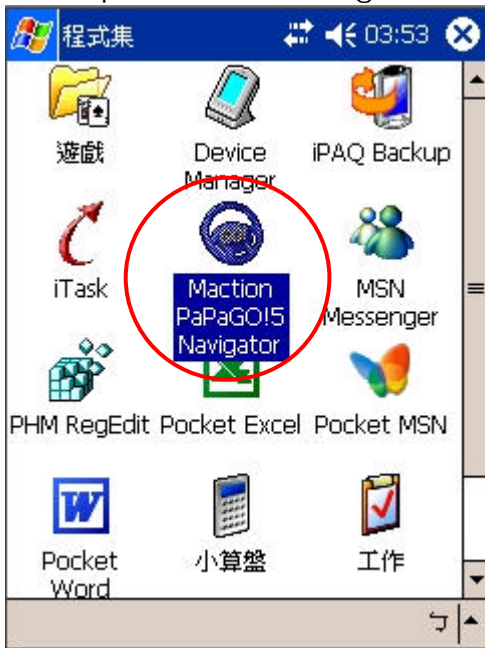 程式集 03:53
遊戲 Device Manager iPAQ Backup
iTask Maction PaPaGO!5 Navigator MSN Messenger
PHM RegEdit Pocket Excel Pocket MSN
Pocket Word 小算盤 工作
ㄅ